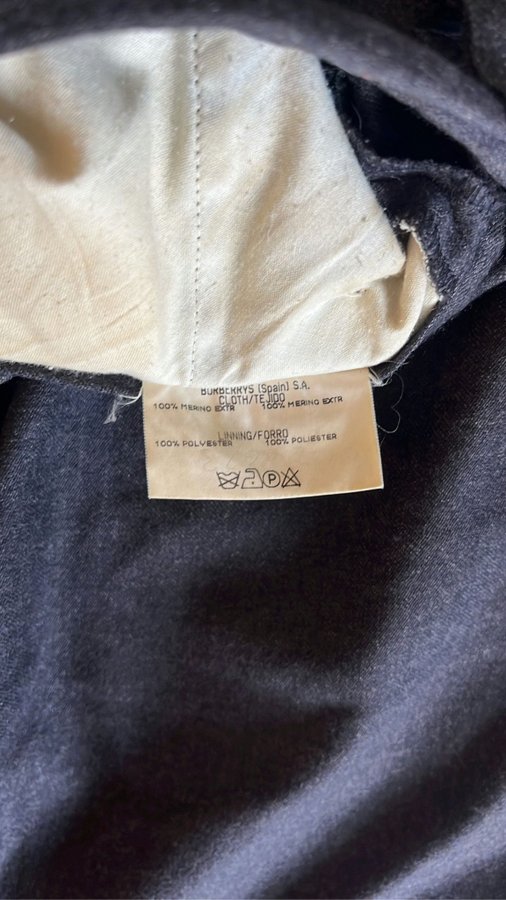 BURBERRYS (Spain) S.A.
CLOTH/TEJIDO
100% MERINO EXTR 100% MERINO EXTR
LINNING/FORRO
100% POLYESTER 100% POLIESTER
P